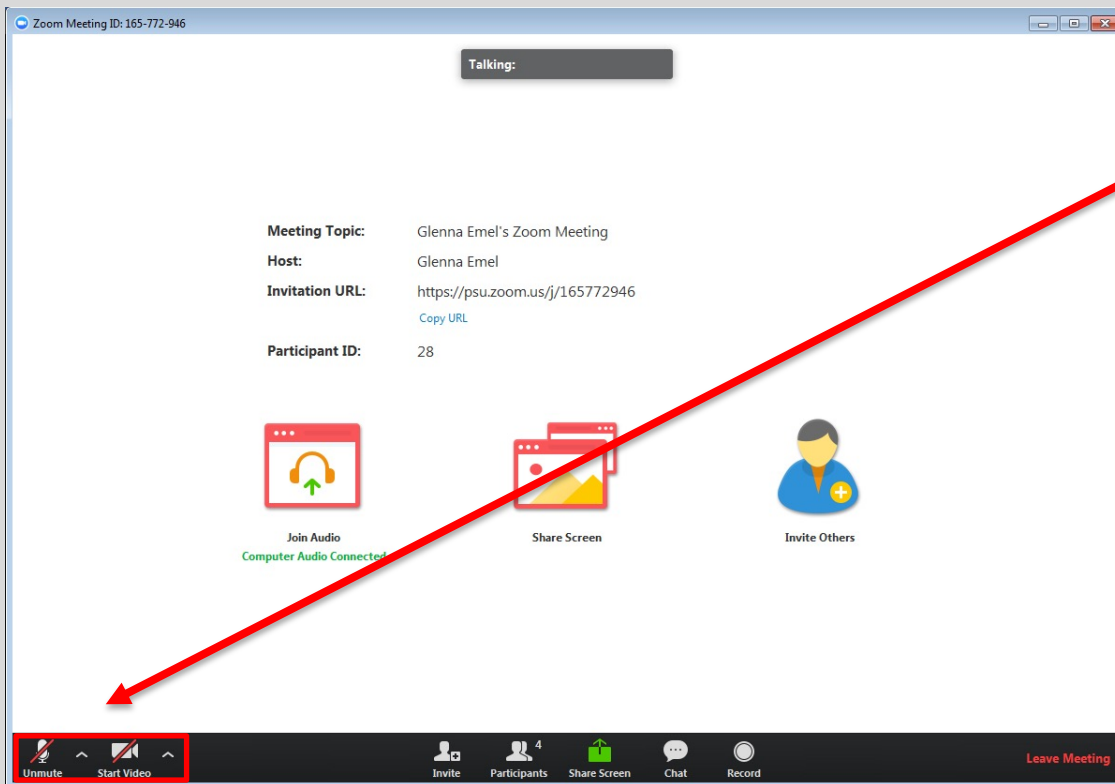 Zoom Meeting ID: 165-772-946
Talking:
Meeting Topic: Glenna Emel's Zoom Meeting
Host: Glenna Emel
Invitation URL: https://psu.zoom.us/j/165772946
Copy URL
Participant ID: 28
Join Audio Share Screen Invite Others
Computer Audio Connected
4
Unmute Start Video Invite Participants Share Screen Chat Record Leave Meeting